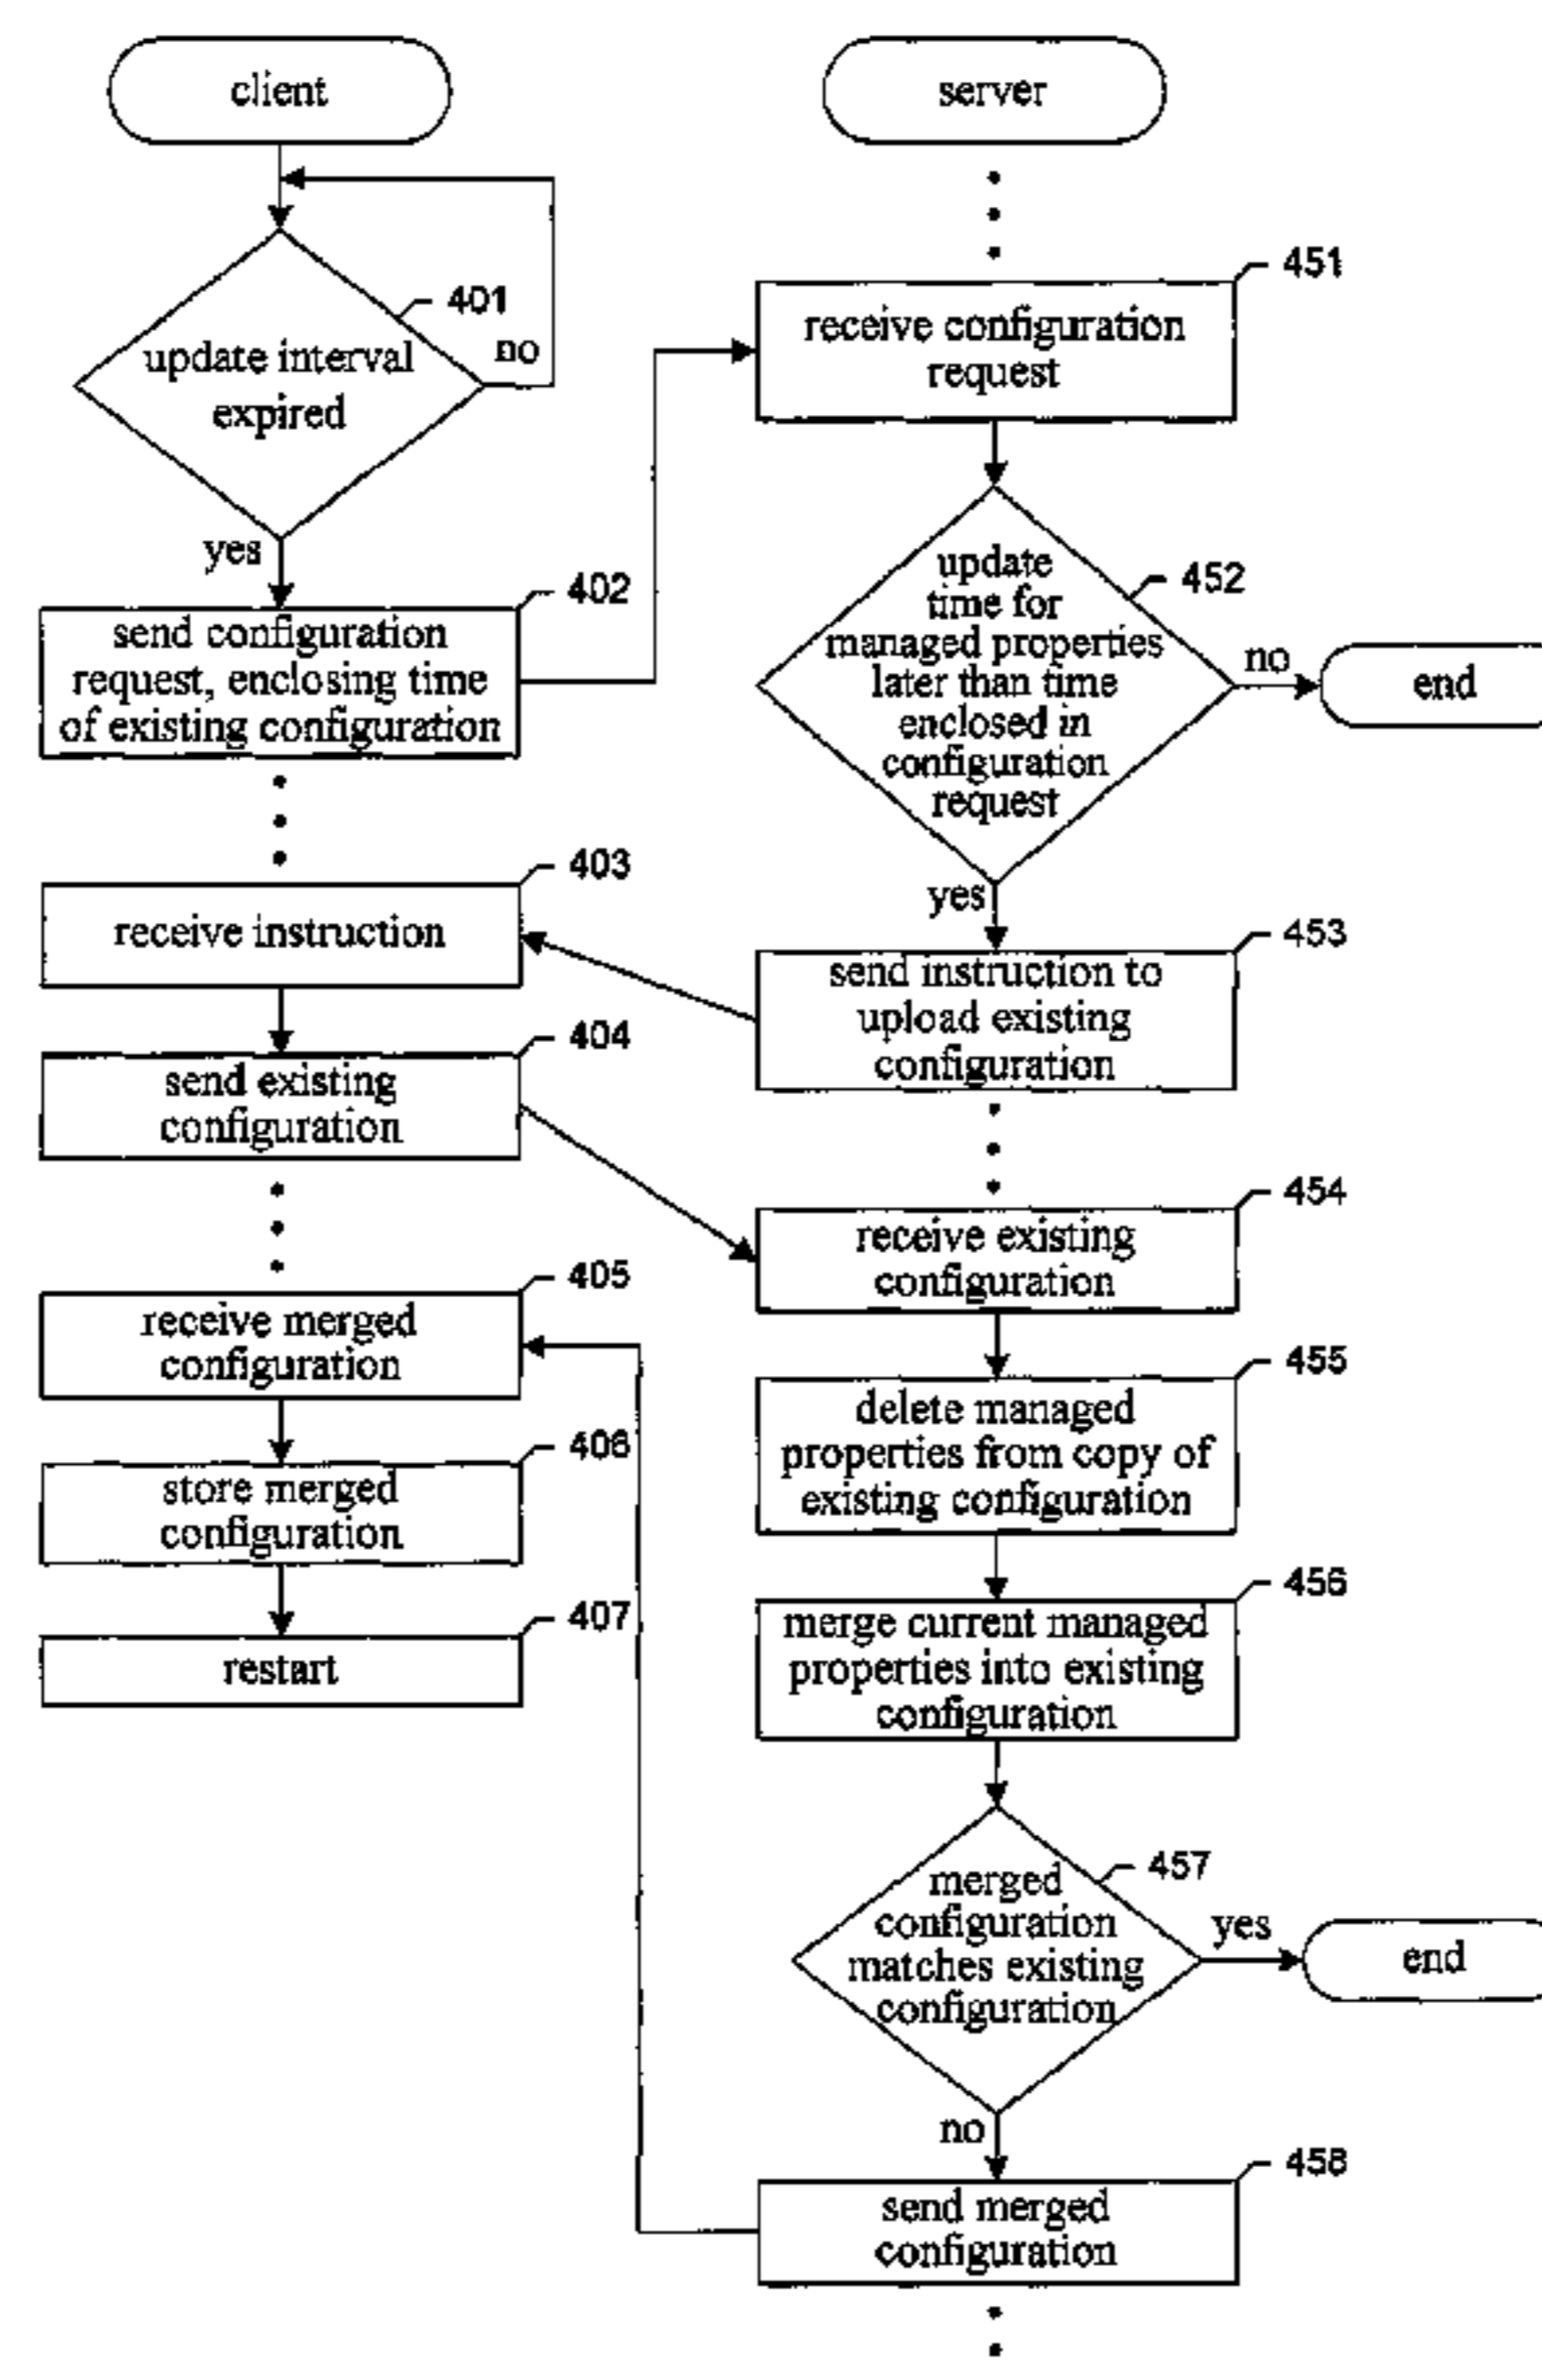 client
401
update interval
expired
no
yes
402
send configuration
request, enclosing time
of existing configuration
403
receive instruction
404
send existing
configuration
405
receive merged
configuration
406
store merged
configuration
407
restart
server
451
receive configuration
request
452
update
time for
managed properties
later than time
enclosed in
configuration
request
no
end
yes
453
send instruction to
upload existing
configuration
454
receive existing
configuration
455
delete managed
properties from copy of
existing configuration
456
merge current managed
properties into existing
configuration
457
merged
configuration
matches existing
configuration
yes
end
no
458
send merged
configuration